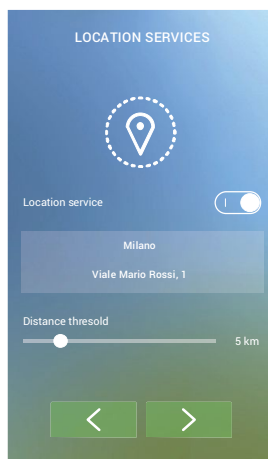 LOCATION SERVICES
Location service
Milano
Viale Mario Rossi, 1
Distance thresold
5 km